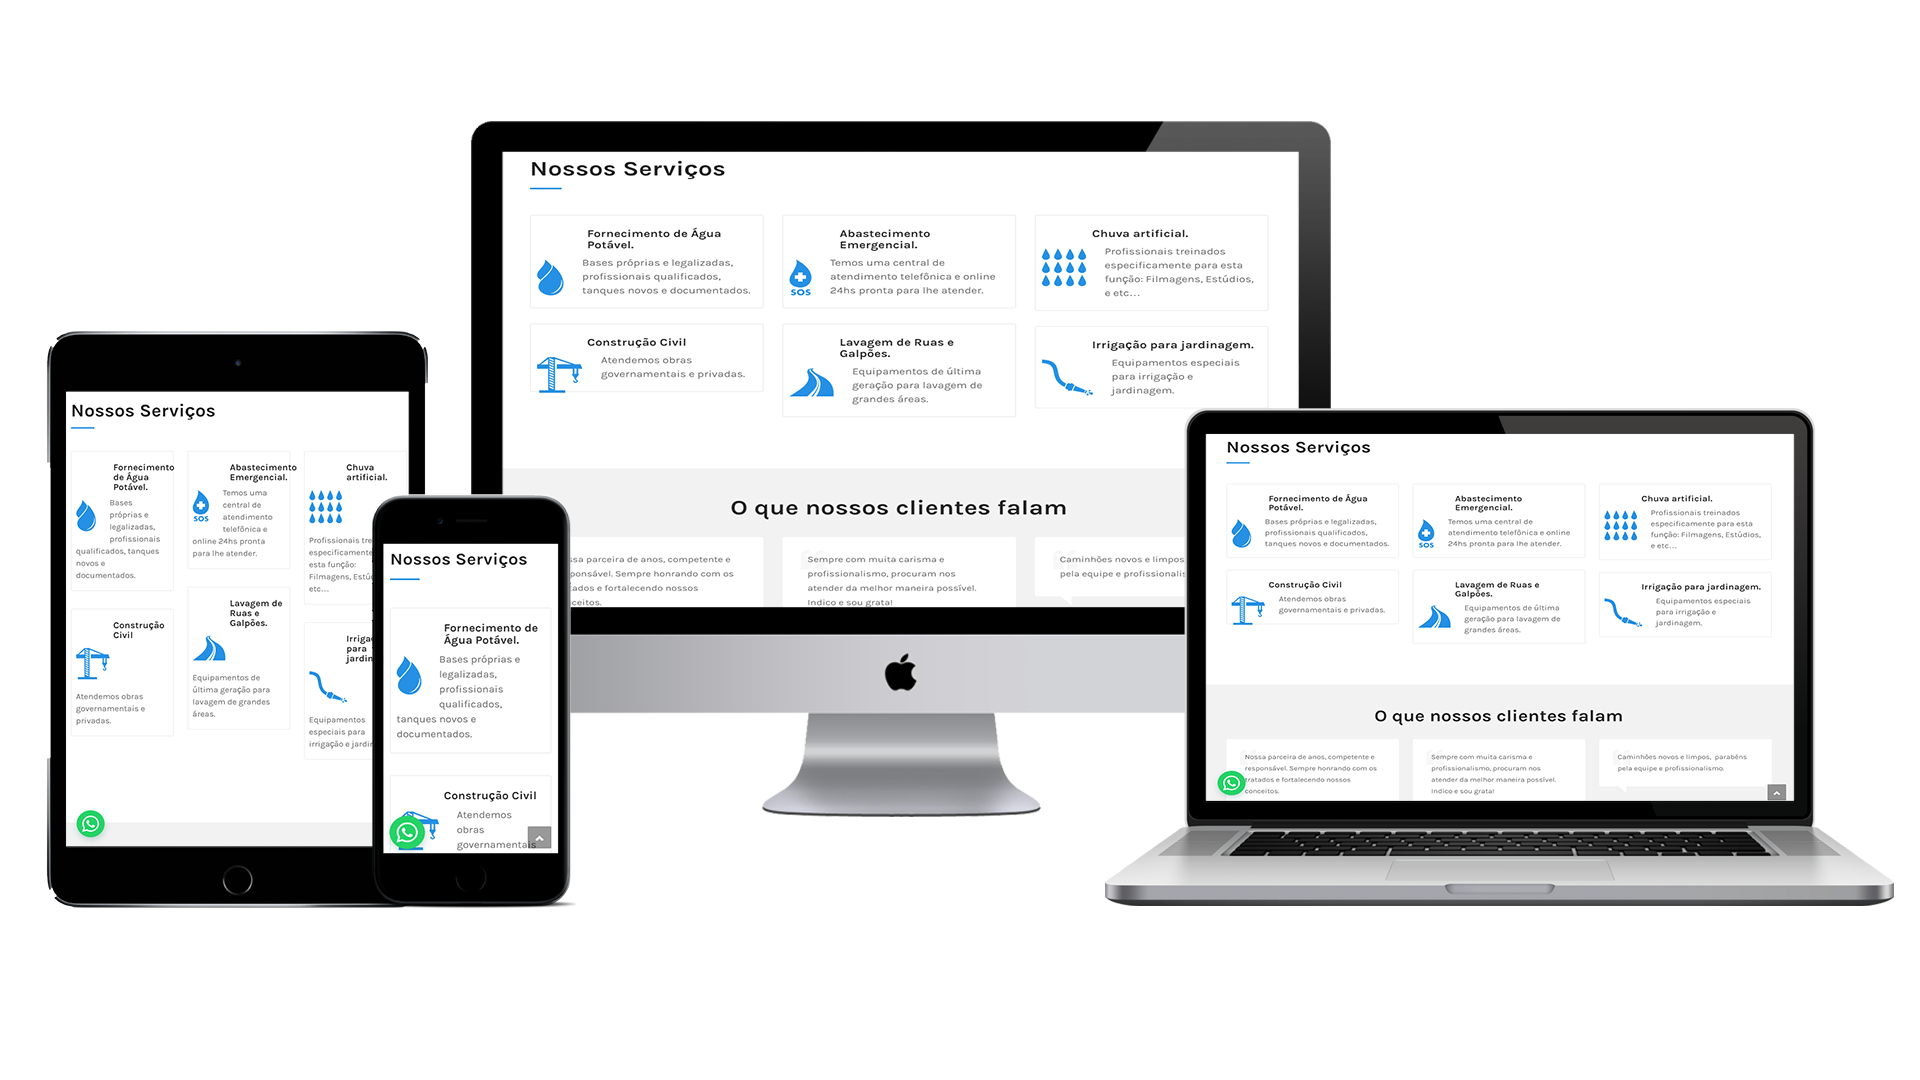 Nossos Serviços
Fornecimento de Água
Potável.
Bases próprias e legalizadas,
profissionais qualificados,
tanques novos e documentados.
Abastecimento
Emergencial.
Temos uma central de
atendimento telefônica e online
24hs pronta para lhe atender.
SOS
Chuva artificial.
Profissionais treinados
especificamente para esta
função: Filmagens, Estúdios,
e etc...
Construção Civil
Atendemos obras
governamentais e privadas.
Lavagem de Ruas e
Galpões.
Equipamentos de última
geração para lavagem de
grandes áreas.
Irrigação para jardinagem.
Equipamentos especiais
para irrigação e
jardinagem.
O que nossos clientes falam
ssa parceira de anos, competente e
ponsável. Sempre honrando com os
tados e fortalecendo nossos
ceitos.
Sempre com muita carisma e
profissionalismo, procuram nos
atender da melhor maneira possível.
Indico e sou grata!
Caminhões novos e limpos
pela equipe e profissionalis
Nossos Serviços
Fornecimento
de Água
Potável.
Bases
próprias e
legalizadas,
profissionais
qualificados, tanques
novos e
documentados.
Abastecimento
Emergencial.
Temos uma
central de
atendimento
telefônica e
online 24hs pronta
para lhe atender.
SOS
Chuva
artificial.
Profissionais tre
especificamente
esta função:
Filmagens, Estú
etc...
Construção
Civil
Atendemos obras
governamentais e
privadas.
Lavagem de
Ruas e
Galpões.
Equipamentos de
última geração para
lavagem de grandes
áreas.
Irriga
para
jardin
Equipamentos
especiais para
irrigação e jardin
Nossos Serviços
Fornecimento de
Água Potável.
Bases próprias e
legalizadas,
profissionais
qualificados,
tanques novos e
documentados.
Construção Civil
Atendemos
obras
governamentais
Nossos Serviços
Fornecimento de Água
Potável.
Bases próprias e legalizadas,
profissionais qualificados,
tanques novos e documentados.
Abastecimento
Emergencial.
Temos uma central de
atendimento telefônica e online
24hs pronta para lhe atender.
SOS
Chuva artificial.
Profissionais treinados
especificamente para esta
função: Filmagens, Estúdios,
e etc...
Construção Civil
Atendemos obras
governamentais e privadas.
Lavagem de Ruas e
Galpões.
Equipamentos de última
geração para lavagem de
grandes áreas.
Irrigação para jardinagem.
Equipamentos especiais
para irrigação e
jardinagem.
O que nossos clientes falam
Nossa parceira de anos, competente e
responsável. Sempre honrando com os
tratados e fortalecendo nossos
conceitos.
Sempre com muita carisma e
profissionalismo, procuram nos
atender da melhor maneira possível.
Indico e sou grata!
Caminhões novos e limpos, parabéns
pela equipe e profissionalismo.